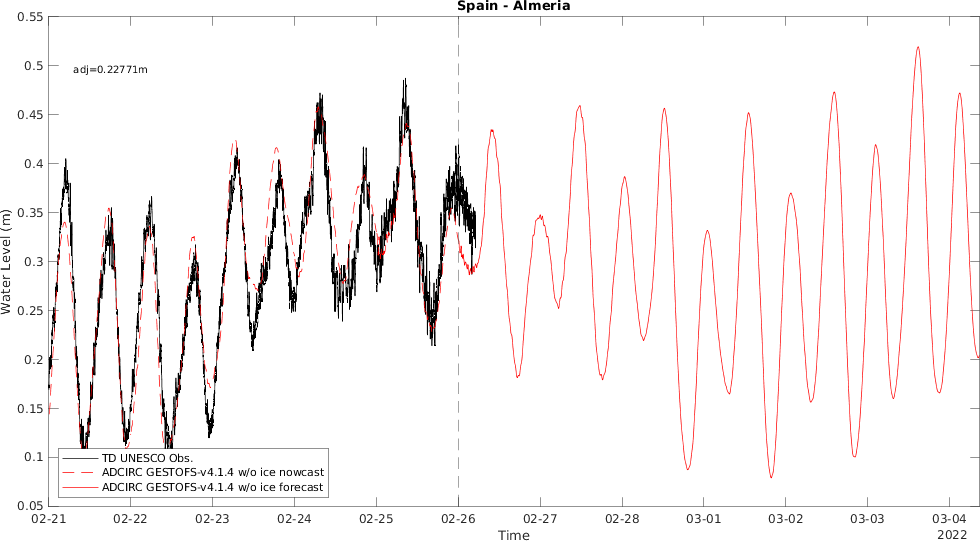 Spain - Almeria
adj=0.22771m
Water Level (m)
0.55
0.5
0.45
0.4
0.35
0.3
0.25
0.2
0.15
0.1
0.05
TD UNESCO Obs.
ADCIRC GESTOFS-v4.1.4 w/o ice nowcast
ADCIRC GESTOFS-v4.1.4 w/o ice forecast
02-21 02-22 02-23 02-24 02-25 02-26 02-27 02-28 03-01 03-02 03-03 03-04
Time
2022